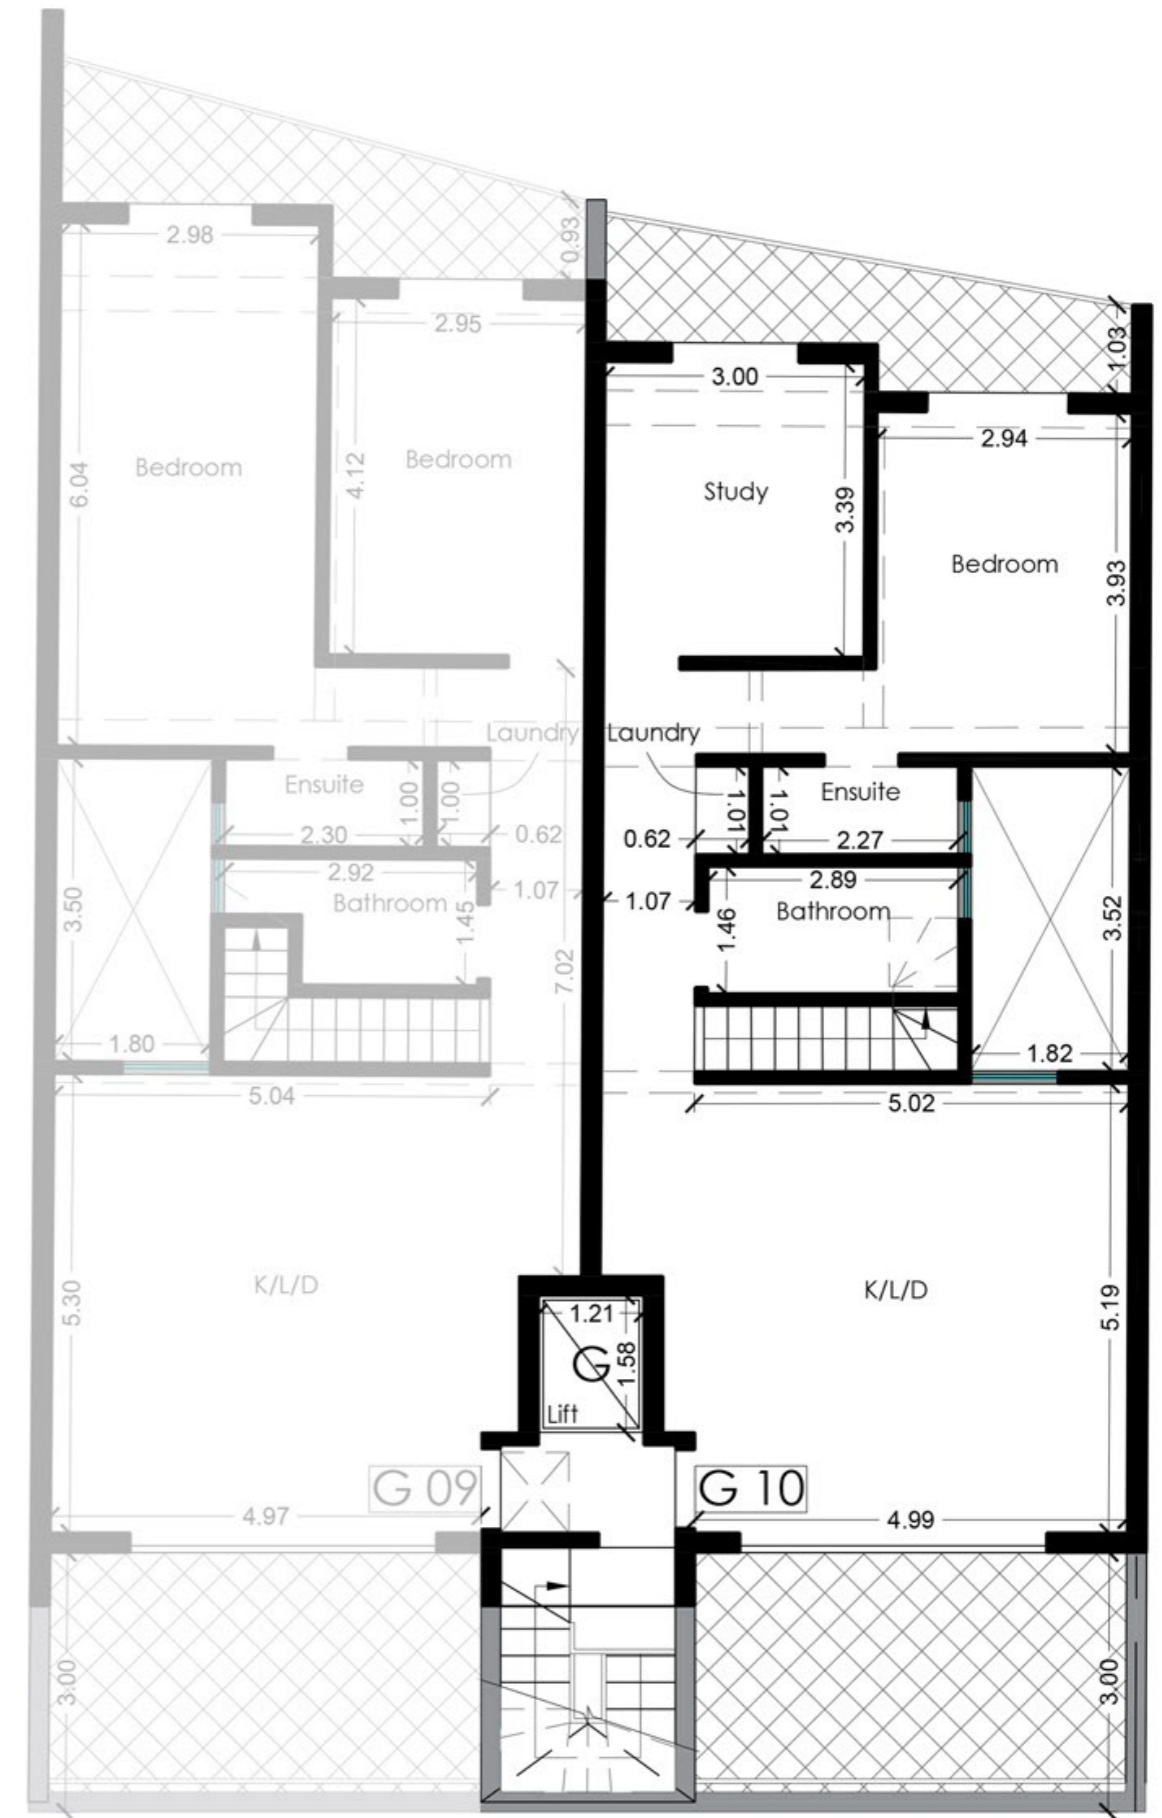 0.93
2.98
2.95
1.03
3.00
2.94
Bedroom
Bedroom
6.04
4.12
Study
3.39
Bedroom
3.93
Laundry
Laundry
Ensuite
1.00
1.00
2.30
0.62
0.62
1.01
1.01
Ensuite
2.27
2.92
1.07
1.07
2.89
Bathroom
1.45
3.50
Bathroom
1.46
3.52
7.02
1.80
1.82
5.04
5.02
K/L/D
K/L/D
5.30
5.19
1.21
G
1.58
Lift
G 09
G 10
4.97
4.99
3.00
3.00